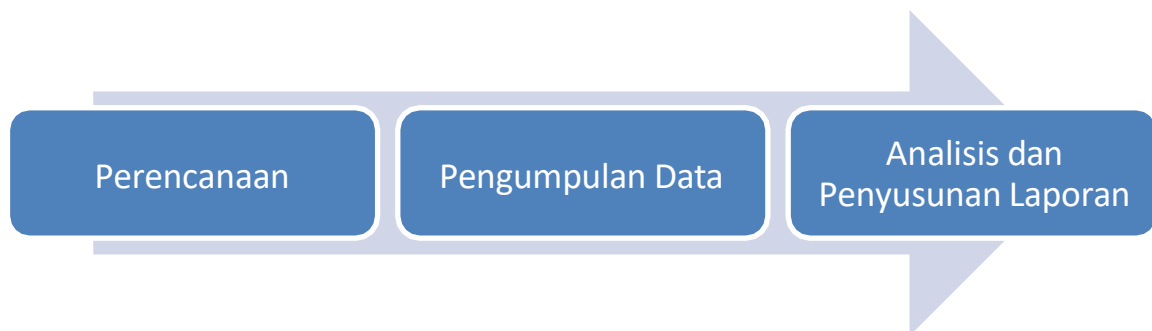 Perencanaan
Pengumpulan Data
Analisis dan
Penyusunan Laporan